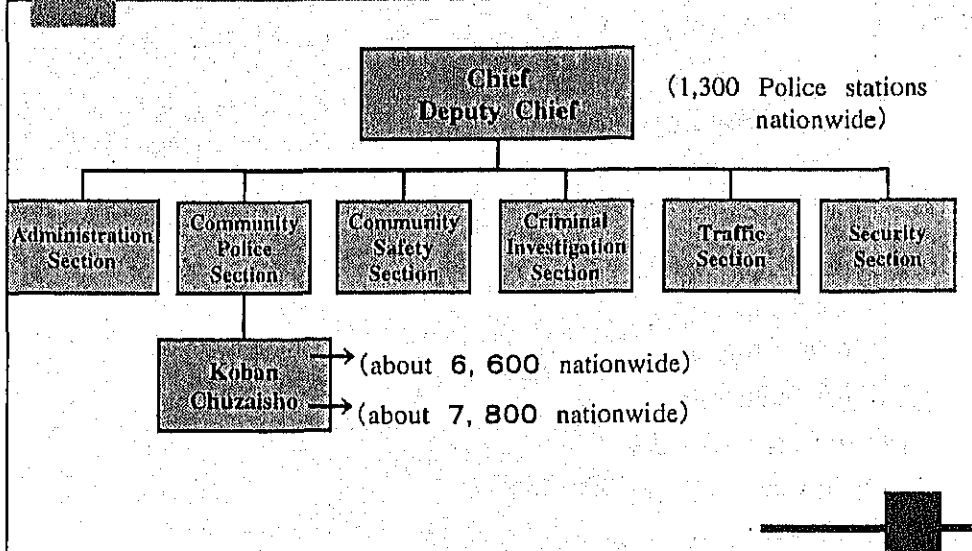 Chief
Deputy Chief
(1,300 Police stations
nationwide)
Administration
Section
Community
Police
Section
Community
Safety
Section
Criminal
Investigation
Section
Traffic
Section
Security
Section
Koban
Chuzaisho
(about 6, 600 nationwide)
(about 7, 800 nationwide)